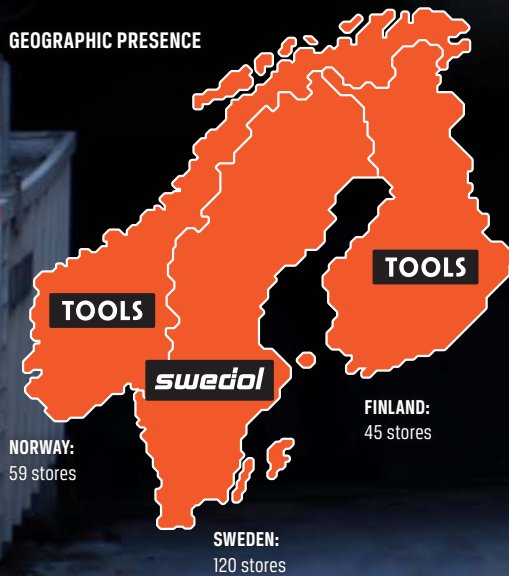 GEOGRAPHIC PRESENCE
TOOLS
TOOLS
swedol
FINLAND:
45 stores
NORWAY:
59 stores
SWEDEN:
120 stores